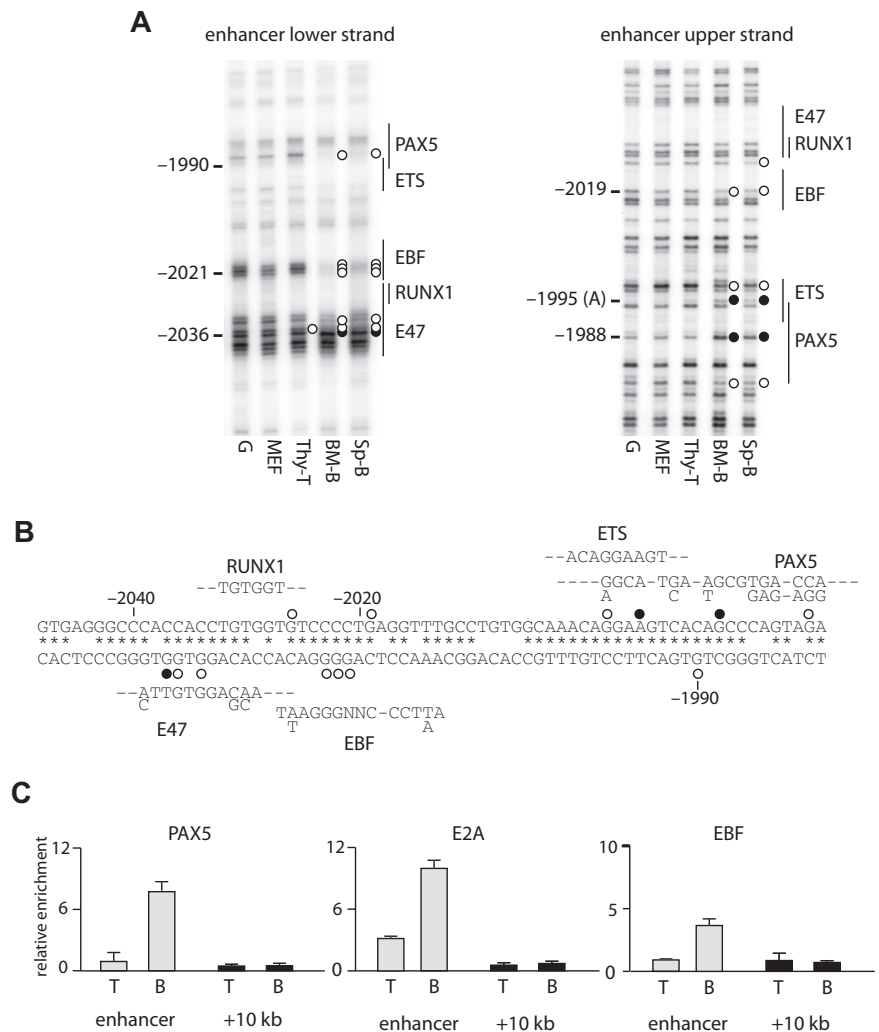 A
enhancer lower strand
PAX5
−1990
ETS
EBF
−2021
RUNX1
−2036
E47
G
MEF
Thy-T
BM-B
Sp-B
enhancer upper strand
E47
RUNX1
−2019
EBF
ETS
−1995 (A)
−1988
PAX5
G
MEF
Thy-T
BM-B
Sp-B
B
ETS
RUNX1
--ACAGGAAGT--
PAX5
--TGTGGT--
----GGCA-TGA-AGCGTGA-CCA---
A C T GAG-AGG
−2040
−2020
GTGAGGGCCCACCACCTGTGGTGTCCCCTGAGGTTTGCCTGTGGCAAACAGGAAGTCACAGCCCAGTAGA
CACTCCCGGGTGGTGGACACCACAGGGGACTCCAAACGGACACCGTTTGTCCTTCAGTGTCGGGTCATCT
−1990
--ATTGTGGACAA---
C GC
E47
TAAGGGNNC-CCTTA
T A
EBF
C
relative enrichment
PAX5
12
6
0
T B T B
enhancer +10 kb
E2A
12
6
0
T B T B
enhancer +10 kb
EBF
10
5
0
T B T B
enhancer +10 kb